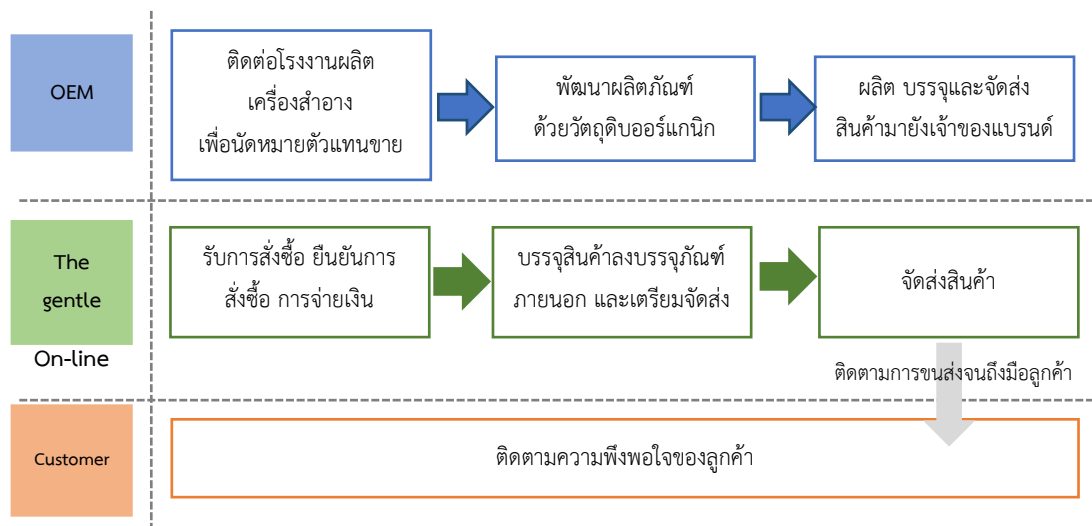 OEM
ติดต่อโรงงานผลิต
เครื่องสำอาง
เพื่อนัดหมายตัวแทนขาย
พัฒนาผลิตภัณฑ์
ด้วยวัตถุดิบออร์แกนิก
ผลิต บรรจุและจัดส่ง
สินค้ามายังเจ้าของแบรนด์
The
gentle
On-line
รับการสั่งซื้อ ยืนยันการ
สั่งซื้อ การจ่ายเงิน
บรรจุสินค้าลงบรรจุภัณฑ์
ภายนอก และเตรียมจัดส่ง
จัดส่งสินค้า
ติดตามการขนส่งจนถึงมือลูกค้า
Customer
ติดตามความพึงพอใจของลูกค้า